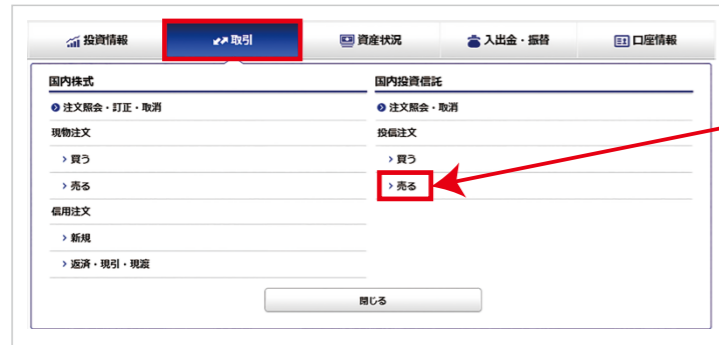 投資情報
取引
資産状況
入出金・振替
口座情報
国内株式
注文照会・訂正・取消
現物注文
買う
売る
信用注文
新規
返済・現引・現渡
国内投資信託
注文照会・取消
投信注文
買う
売る
閉じる